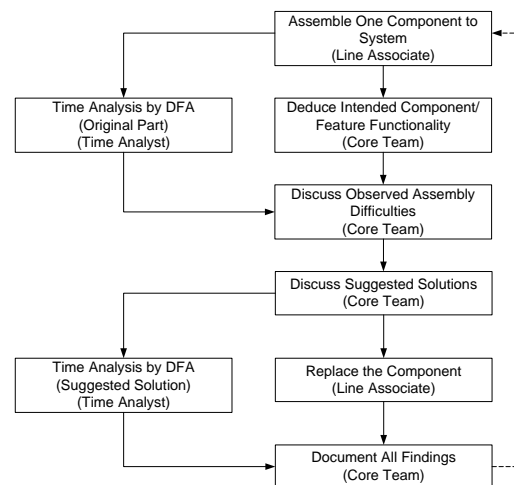 Assemble One Component to
System
(Line Associate)
Time Analysis by DFA
(Original Part)
(Time Analyst)
Deduce Intended Component/
Feature Functionality
(Core Team)
Discuss Observed Assembly
Difficulties
(Core Team)
Discuss Suggested Solutions
(Core Team)
Time Analysis by DFA
(Suggested Solution)
(Time Analyst)
Replace the Component
(Line Associate)
Document All Findings
(Core Team)